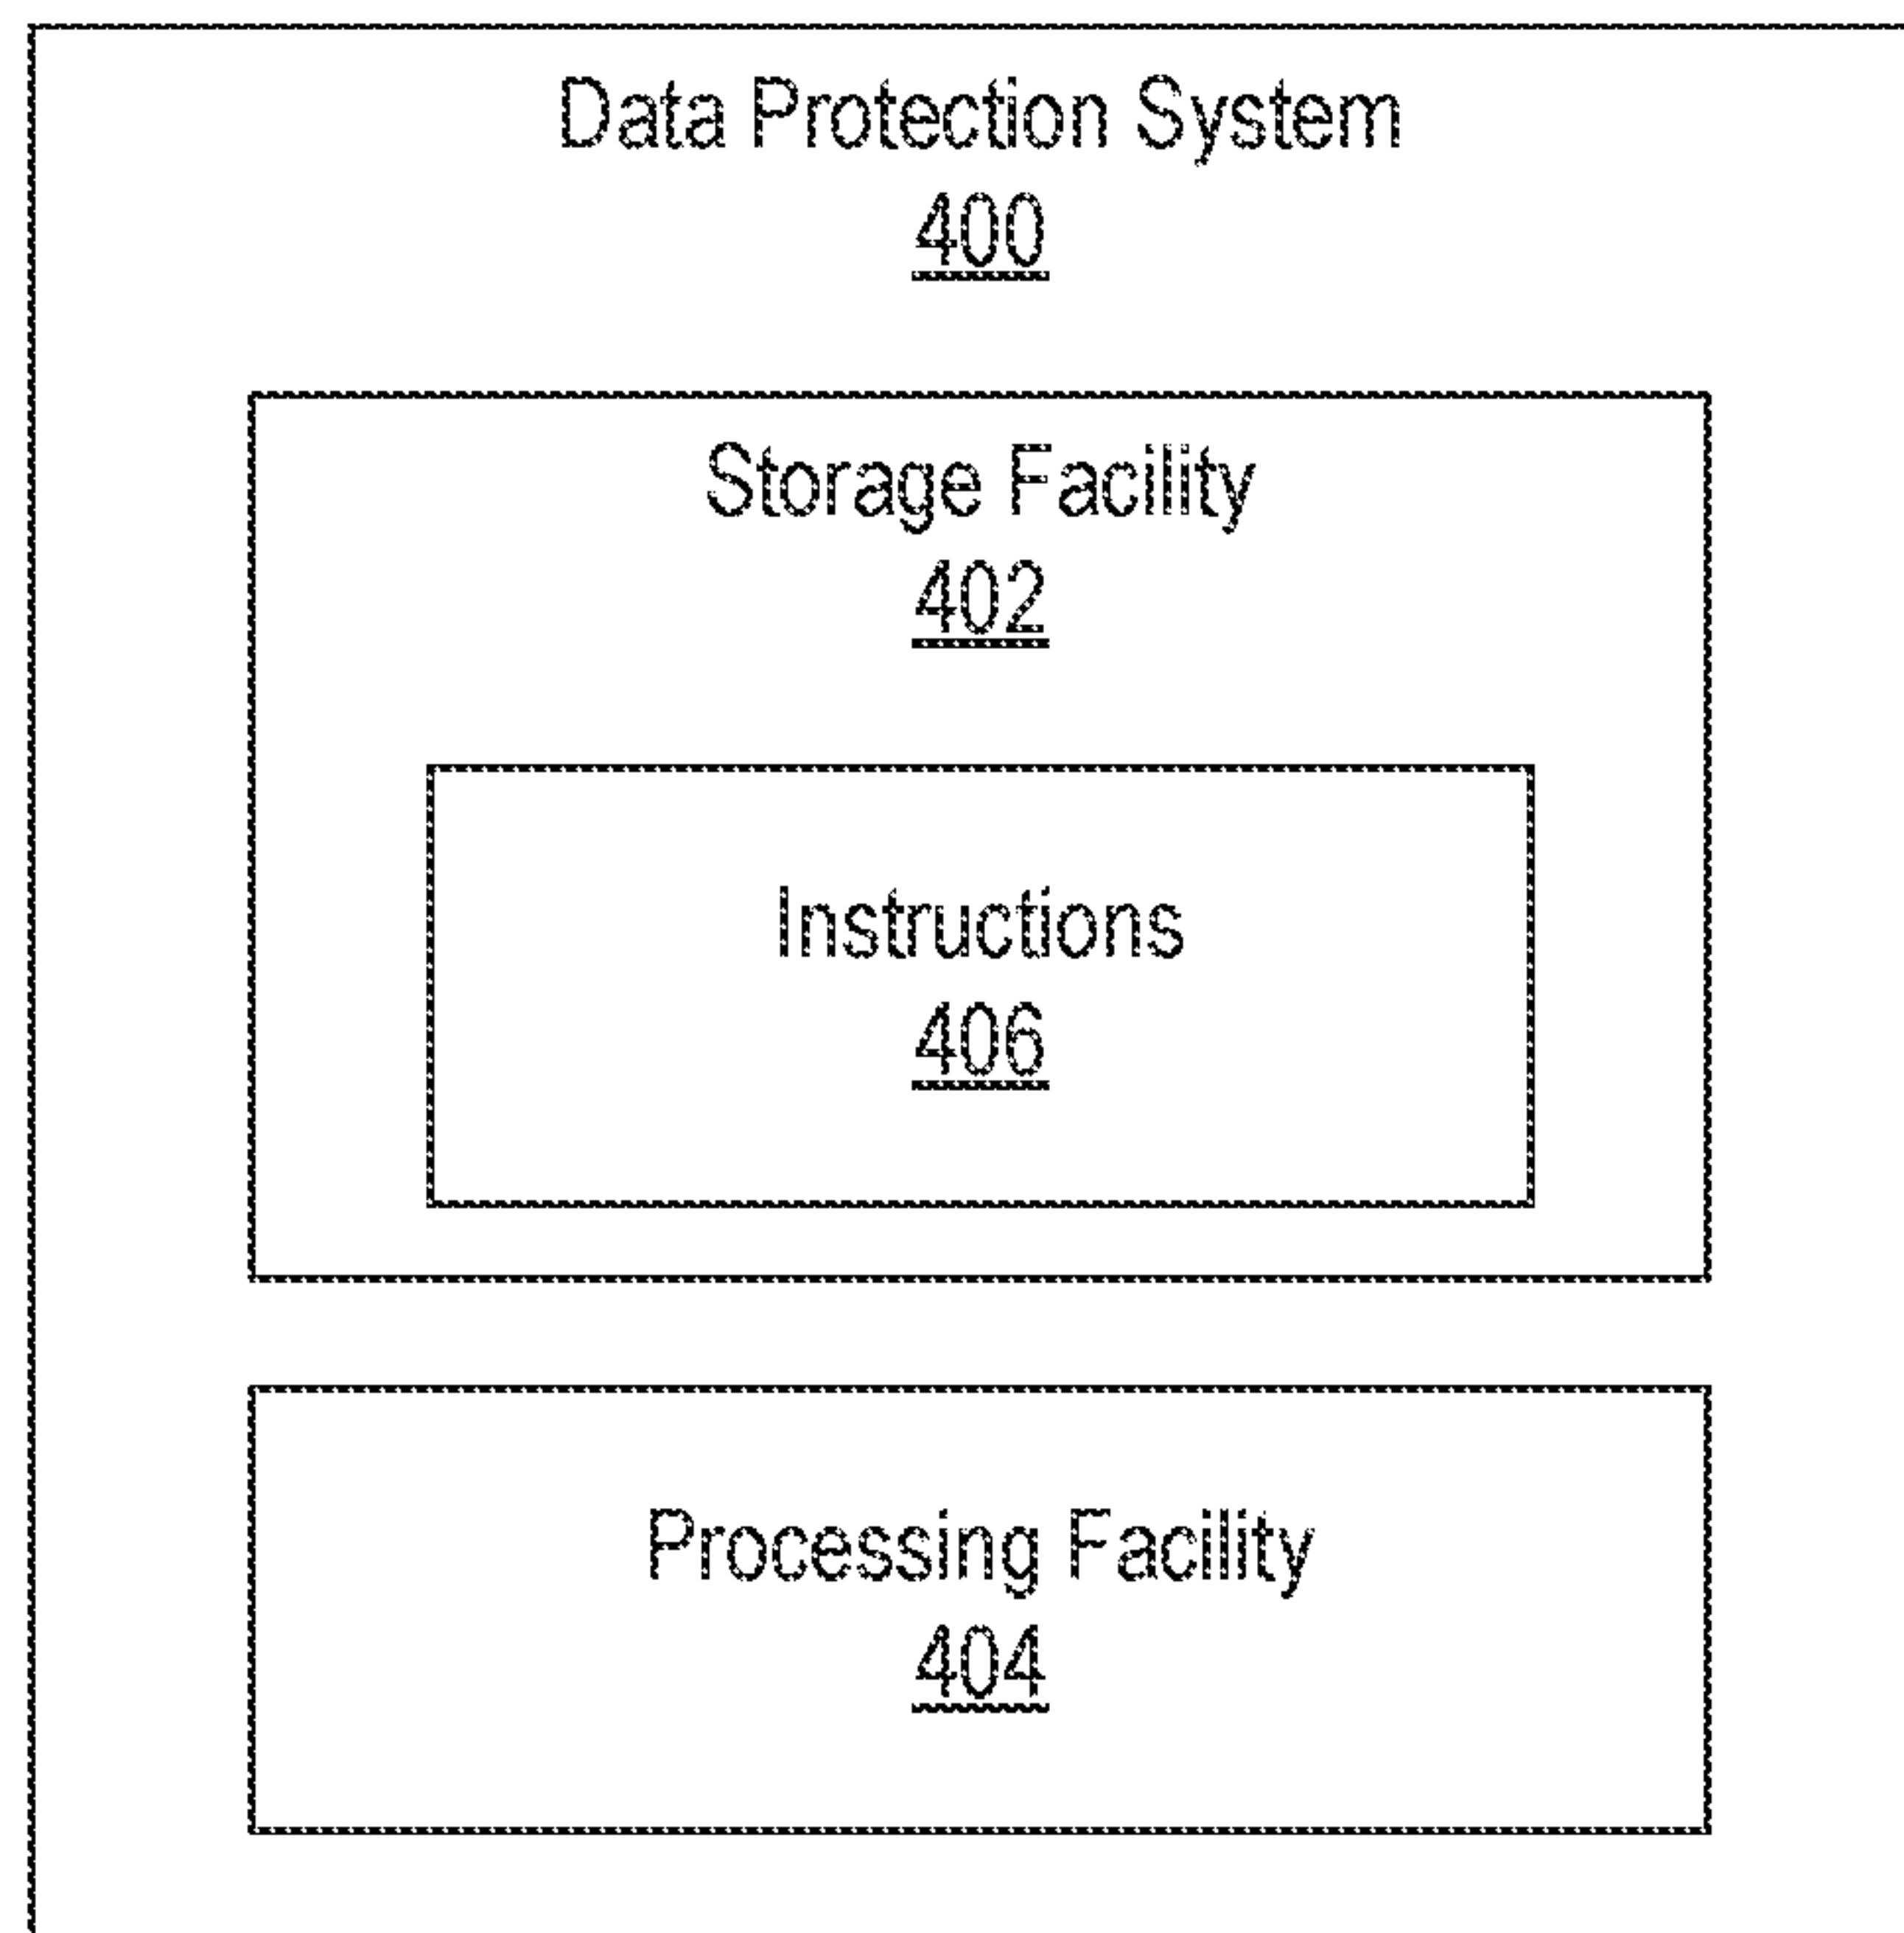 Data Protection System
400
Storage Facility
402
Instructions
406
Processing Facility
404